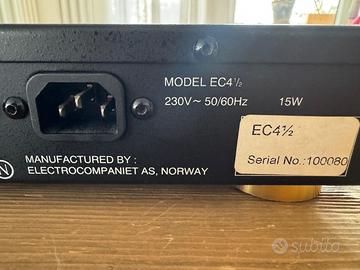 MODEL EC4½
230V~ 50/60Hz 15W
EC4½
Serial No.:100080
N
MANUFACTURED BY :
ELECTROCOMPANIET AS, NORWAY
subito